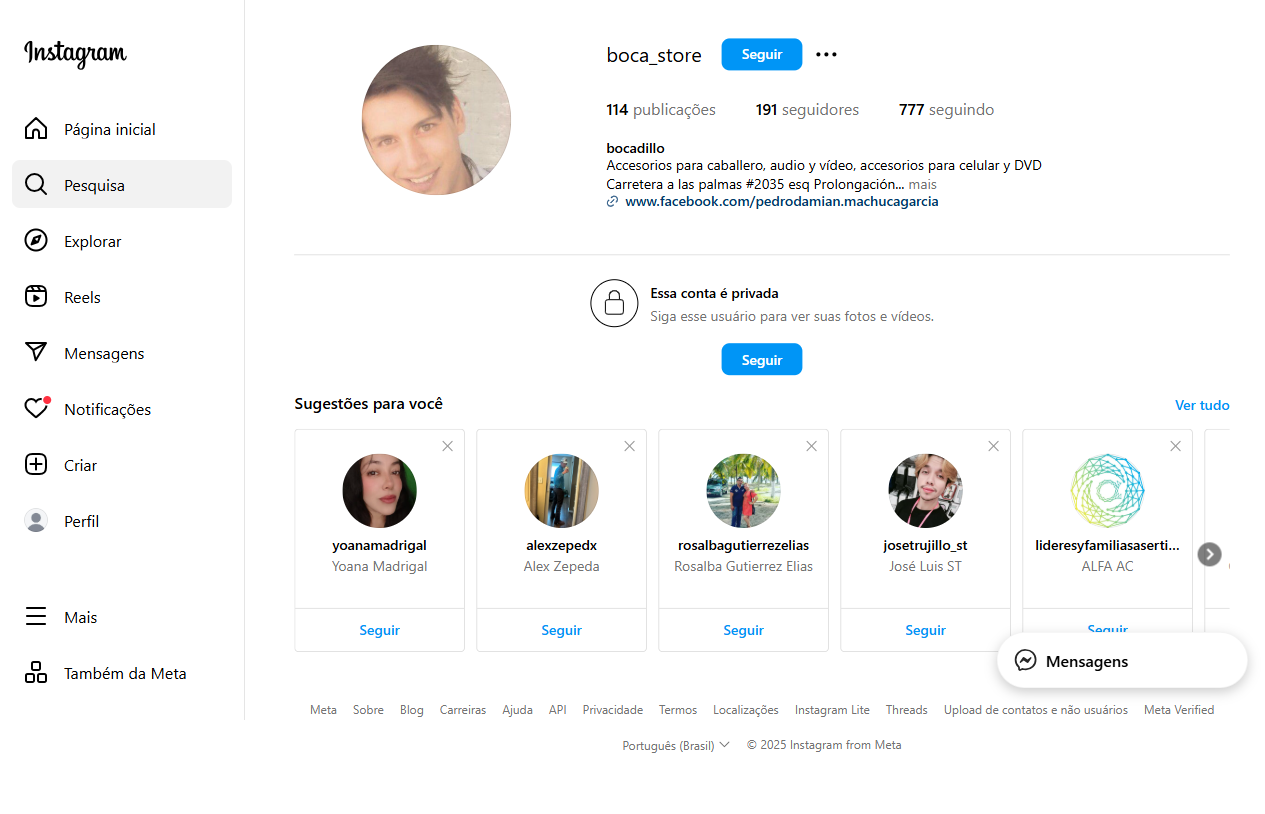 Instagram
Página inicial
Pesquisa
Explorar
Reels
Mensagens
Notificações
Criar
Perfil
Mais
Também da Meta
boca_store
Seguir
114 publicações
191 seguidores
777 seguindo
bocadillo
Accesorios para caballero, audio y vídeo, accesorios para celular y DVD
Carretera a las palmas #2035 esq Prolongación... mais
www.facebook.com/pedrodamian.machucagarcia
Essa conta é privada
Siga esse usuário para ver suas fotos e vídeos.
Seguir
Sugestões para você
Ver tudo
yoanamadrigal
Yoana Madrigal
Seguir
alexzepedx
Alex Zepeda
Seguir
rosalbagutierrezelias
Rosalba Gutierrez Elias
Seguir
josetrujillo_st
José Luis ST
Seguir
lideresyfamiliasaserti...
ALFA AC
Seguir
Mensagens
Meta
Sobre
Blog
Carreiras
Ajuda
API
Privacidade
Termos
Localizações
Instagram Lite
Threads
Upload de contatos e não usuários
Meta Verified
Português (Brasil)
© 2025 Instagram from Meta